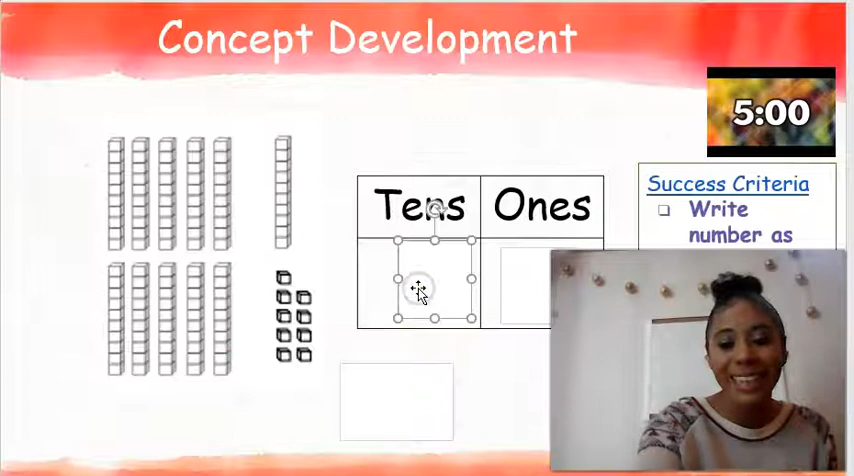 Concept Development
5:00
Tens Ones
Success Criteria
Write
number as